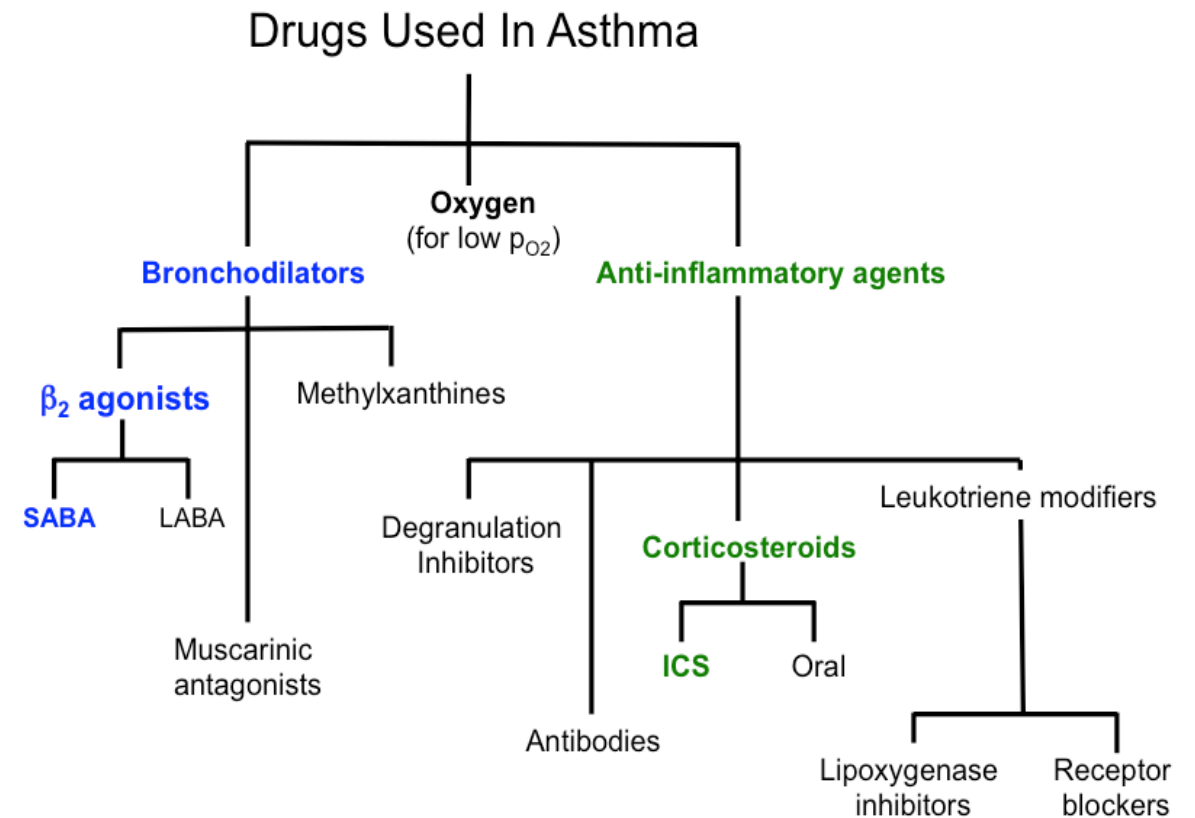 Drugs Used In Asthma
Oxygen
(for low pO2)
Bronchodilators
Anti-inflammatory agents
β2 agonists
Methylxanthines
SABA
LABA
Muscarinic
antagonists
Degranulation
Inhibitors
Antibodies
Corticosteroids
ICS
Oral
Leukotriene modifiers
Lipoxygenase
inhibitors
Receptor
blockers